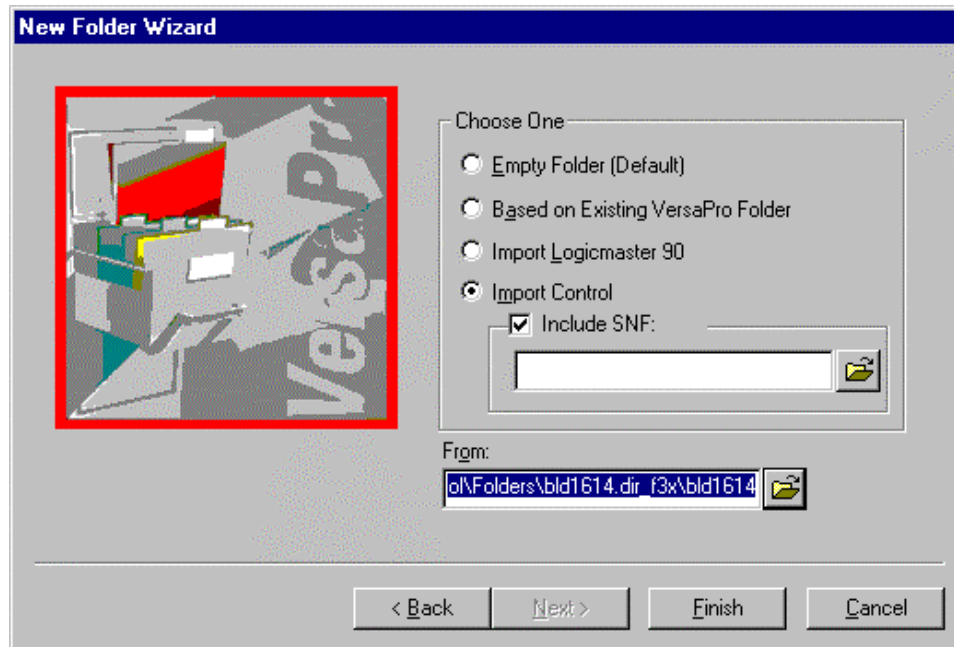 New Folder Wizard
VersaPro
Choose One
Empty Folder (Default)
Based on Existing VersaPro Folder
Import Logicmaster 90
Import Control
Include SNF:
From:
ol\Folders\bld1614.dir_f3x\bld1614
< Back
Next >
Finish
Cancel